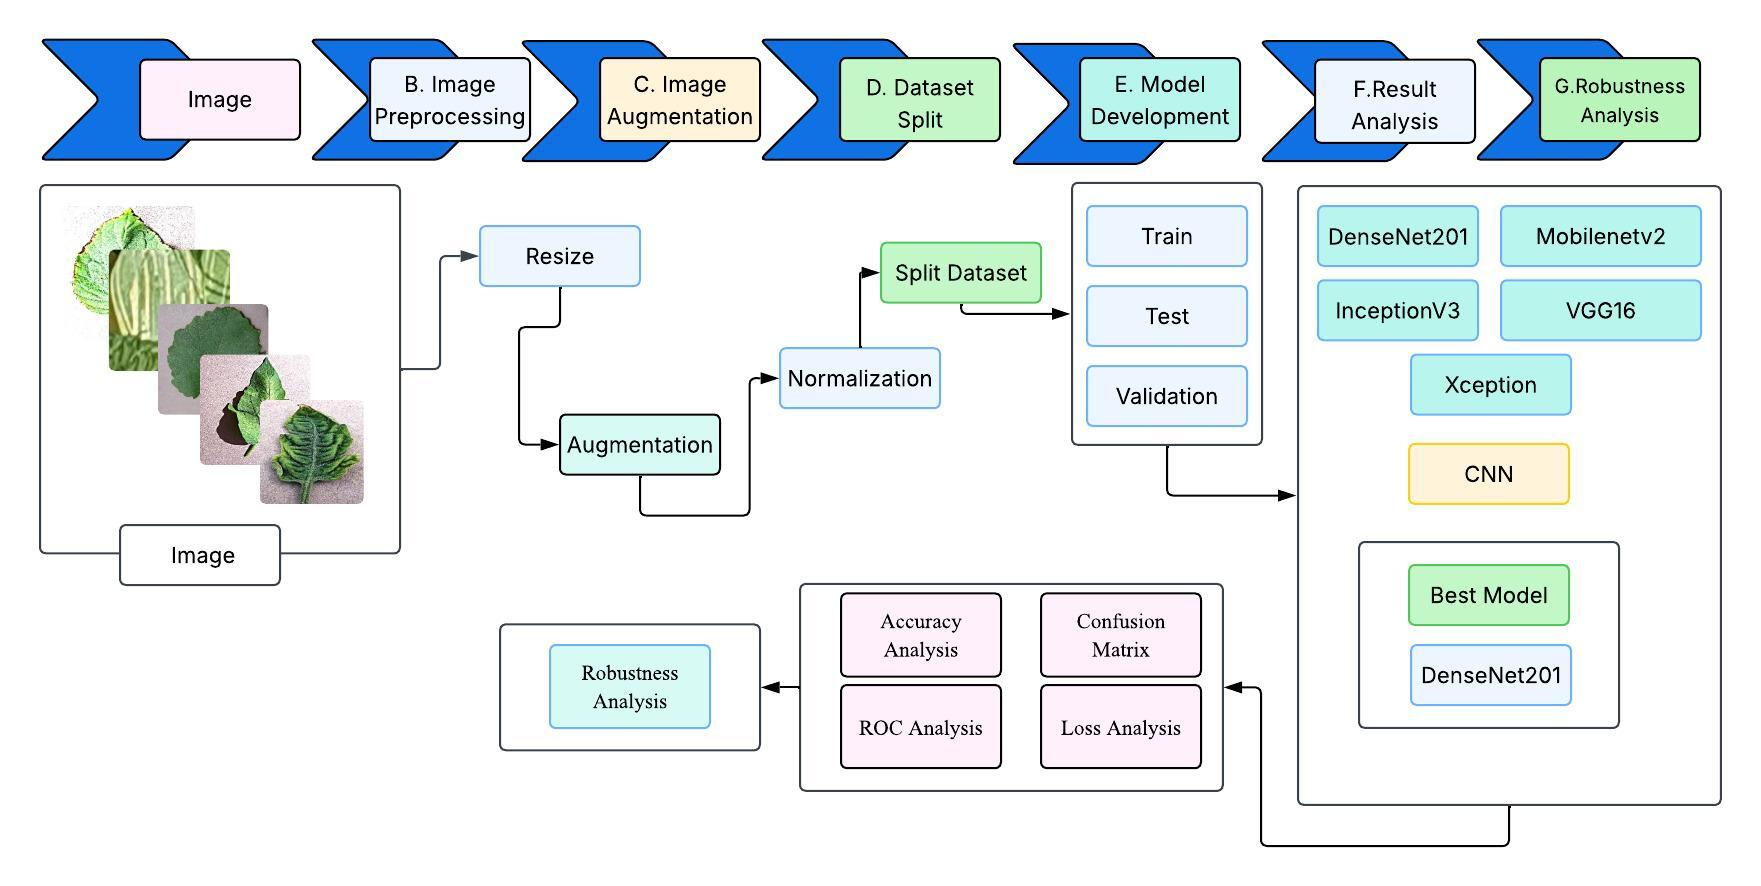 Image
B. Image
Preprocessing
C. Image
Augmentation
D. Dataset
Split
E. Model
Development
F.Result
Analysis
G.Robustness
Analysis
Image
Resize
Augmentation
Normalization
Split Dataset
Train
Test
Validation
DenseNet201
Mobilenetv2
InceptionV3
VGG16
Xception
CNN
Best Model
DenseNet201
Accuracy
Analysis
Confusion
Matrix
ROC Analysis
Loss Analysis
Robustness
Analysis